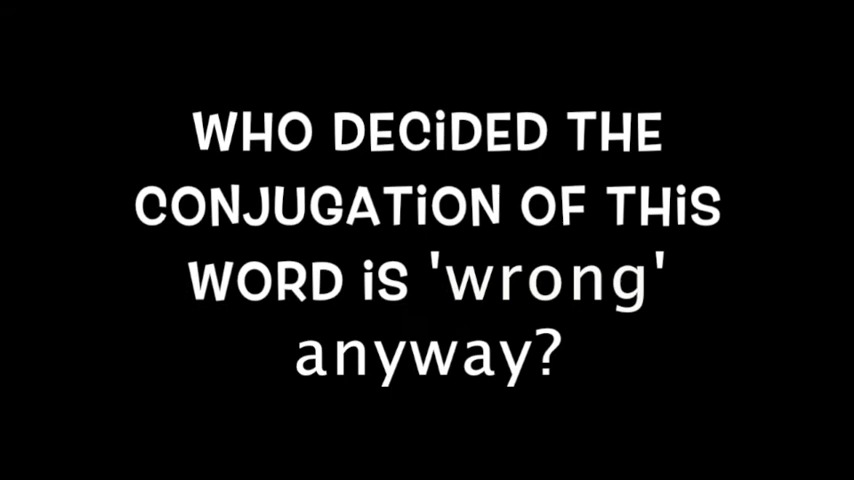 WHO DECIDED THE
CONJUGATION OF THIS
WORD IS 'wrong'
anyway?